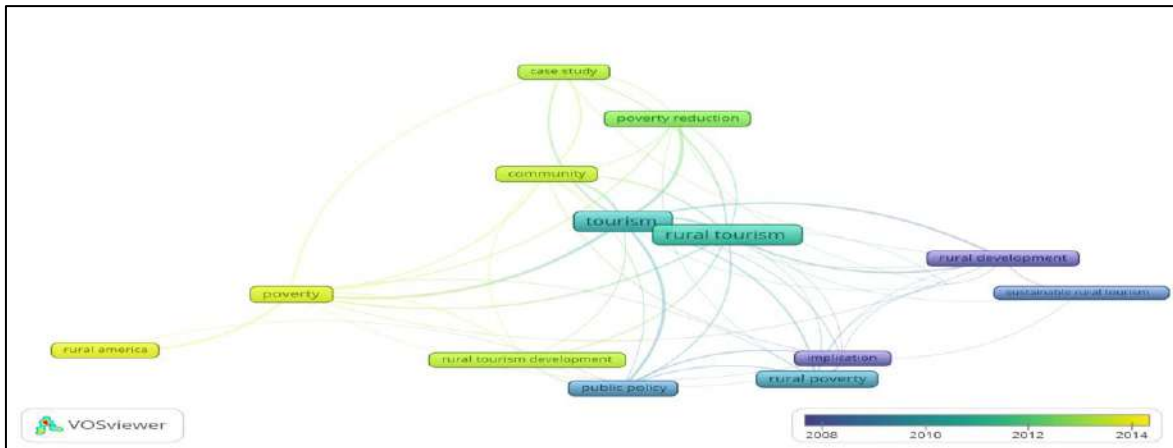 case study
poverty reduction
community
tourism
rural tourism
rural development
sustainable rural tourism
poverty
rural america
rural tourism development
implication
rural poverty
public policy
VOSviewer
2008 2010 2012 2014